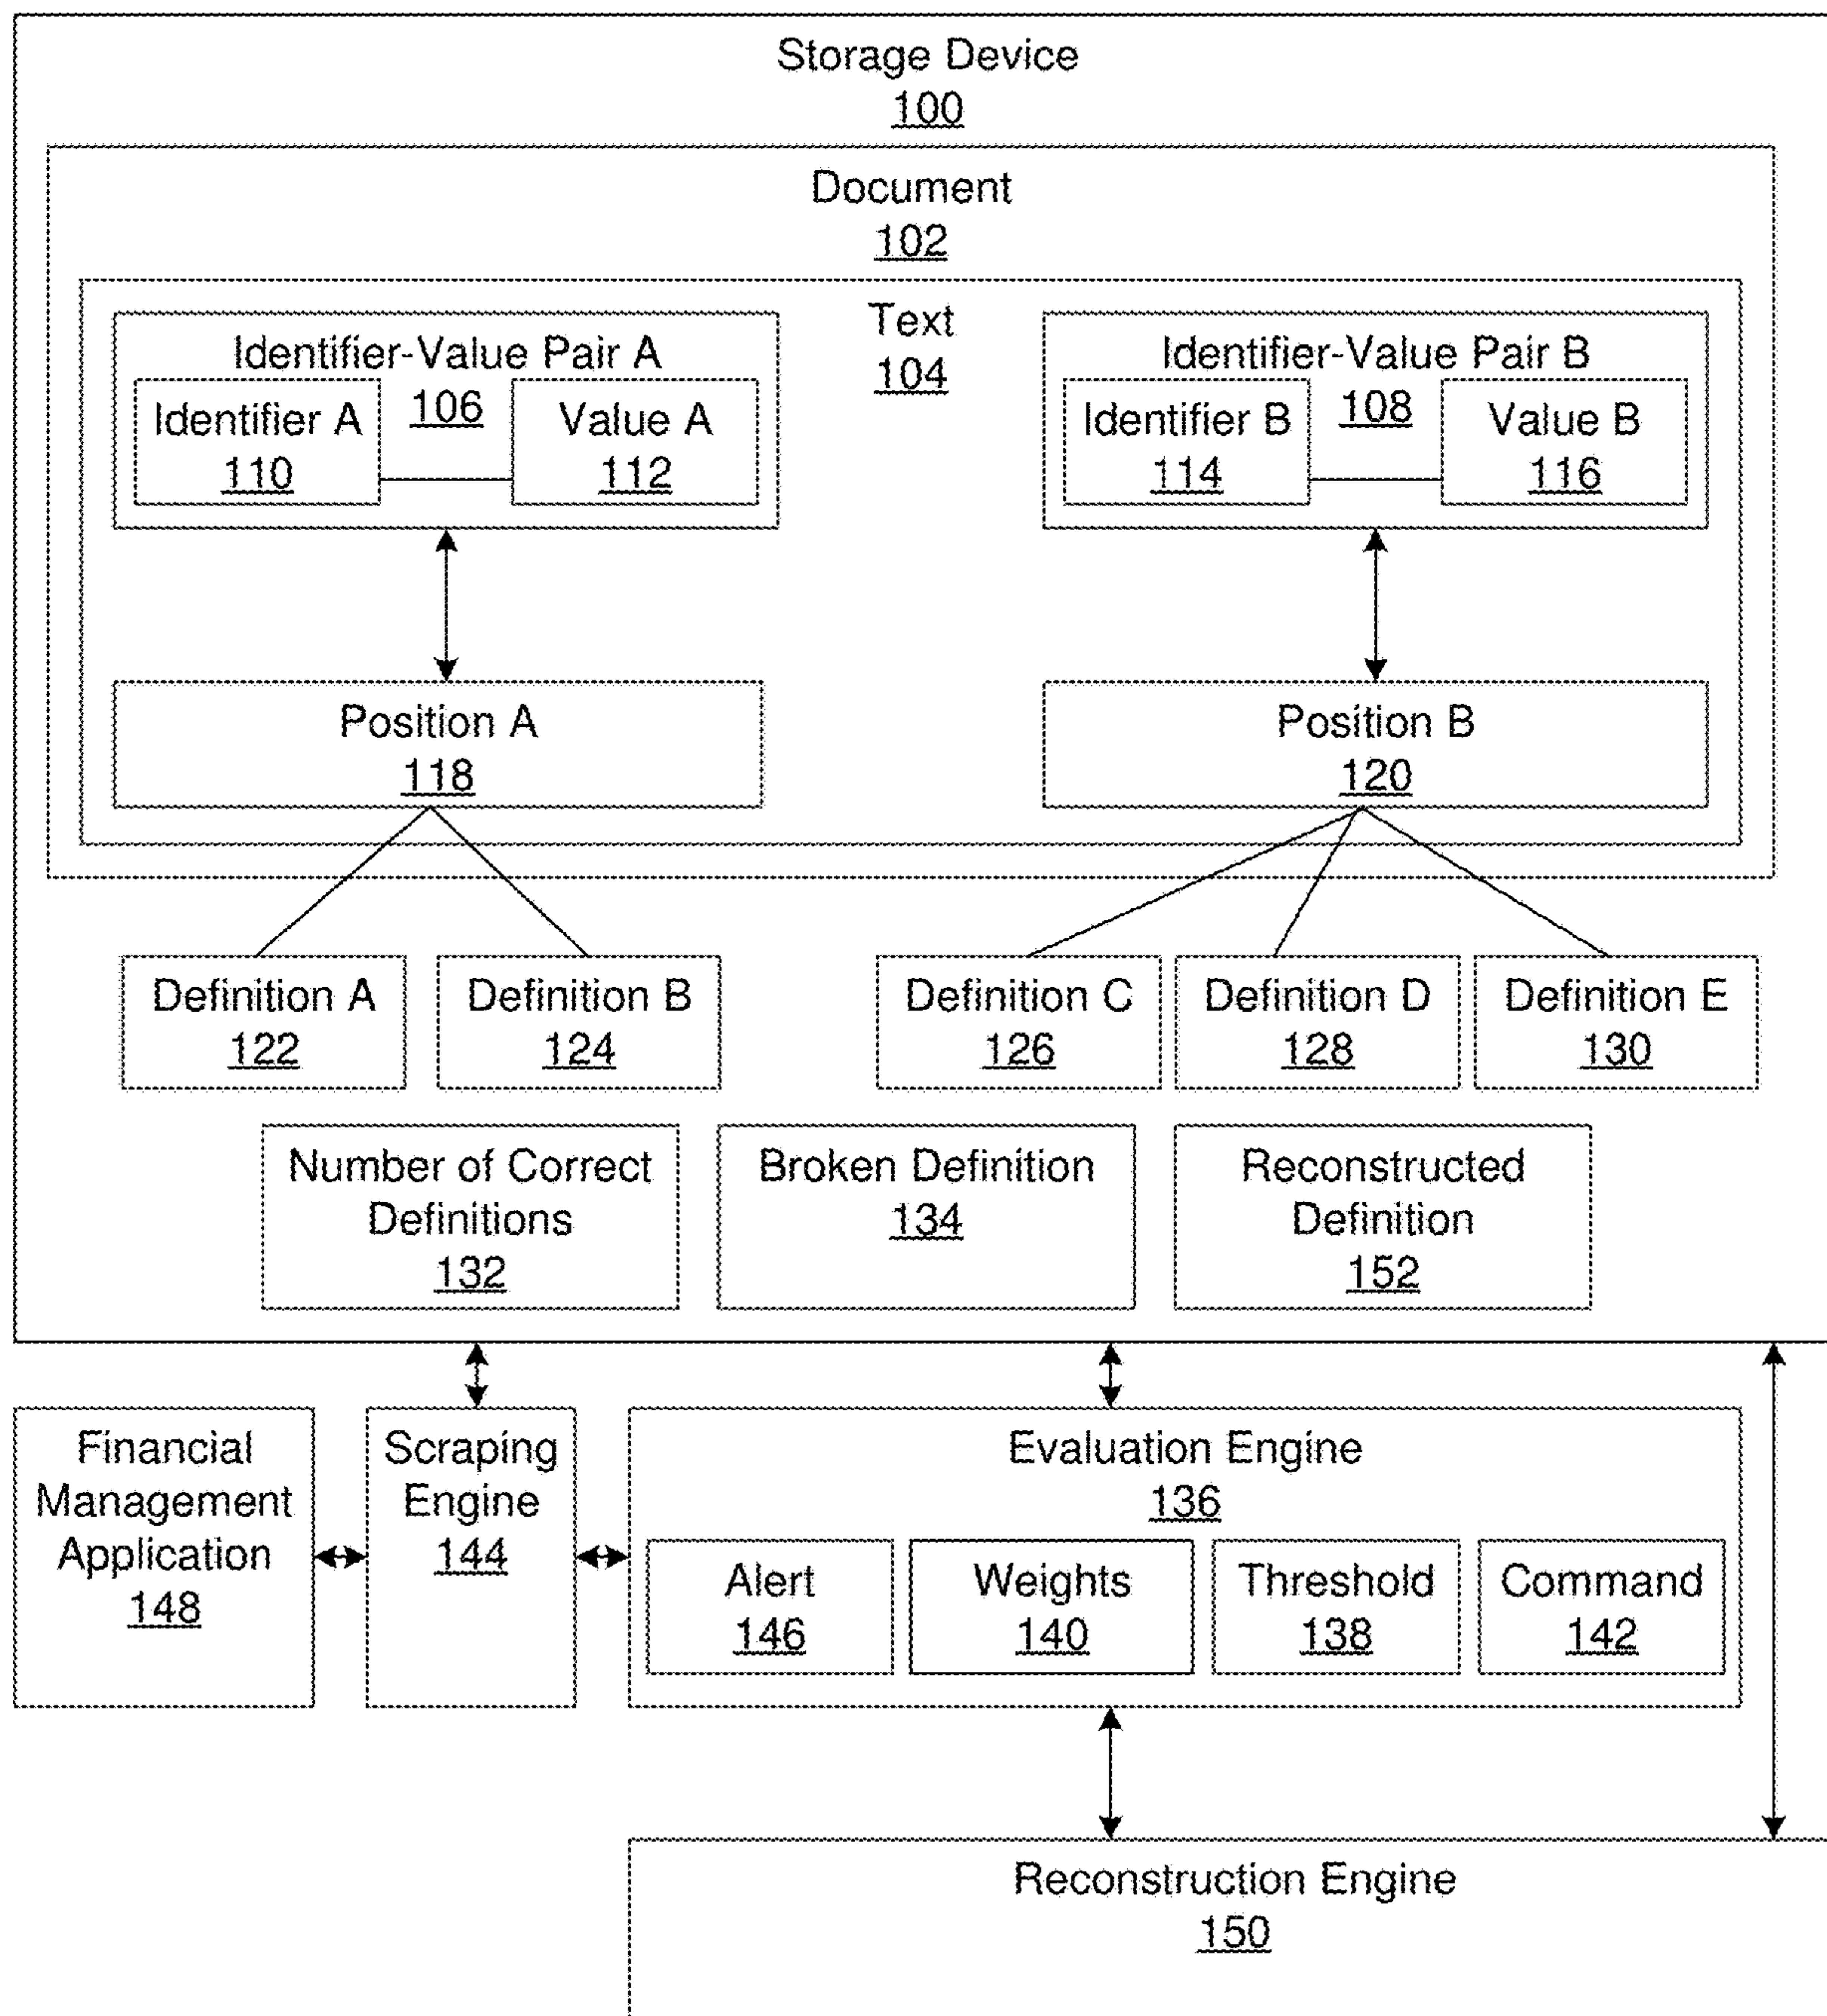 Storage Device
100
Document
102
Text
104
Identifier-Value Pair A
106
Identifier A
110
Value A
112
Identifier-Value Pair B
108
Identifier B
114
Value B
116
Position A
118
Position B
120
Definition A
122
Definition B
124
Definition C
126
Definition D
128
Definition E
130
Number of Correct
Definitions
132
Broken Definition
134
Reconstructed
Definition
152
Financial
Management
Application
148
Scraping
Engine
144
Evaluation Engine
136
Alert
146
Weights
140
Threshold
138
Command
142
Reconstruction Engine
150